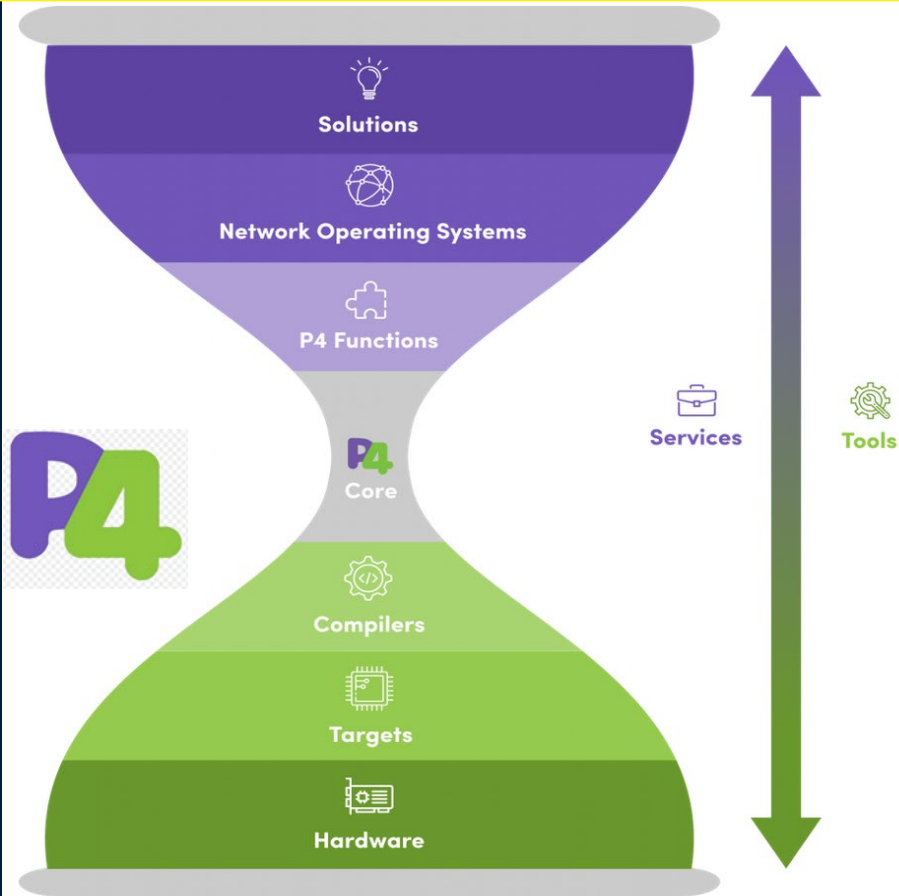 Solutions
Network Operating Systems
P4 Functions
P4
Core
Compilers
Targets
Hardware
P4
Services
Tools